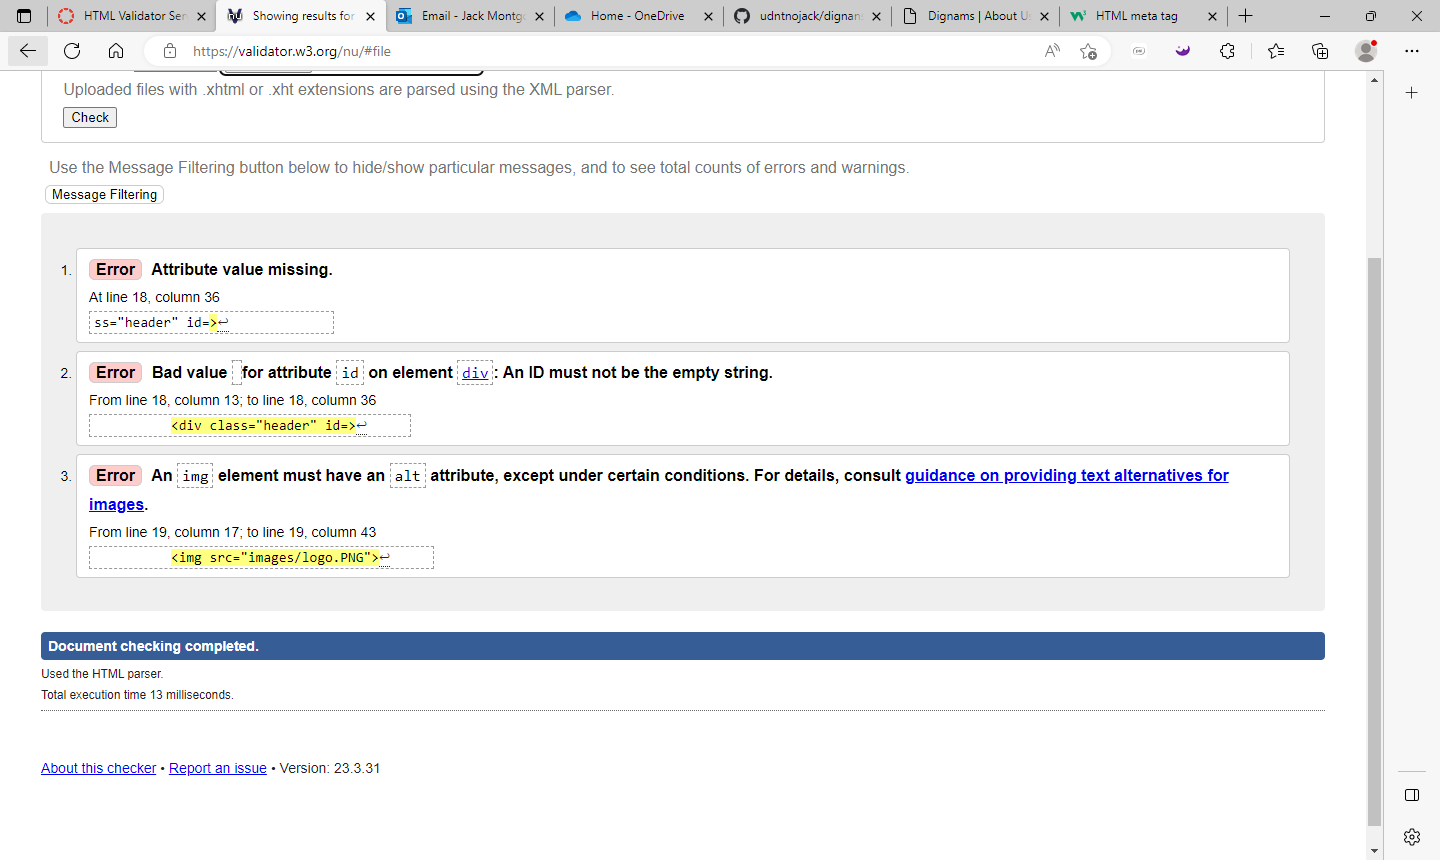 HTML Validator Ser
Showing results for
Email - Jack Montgo
Home - OneDrive
udntnojack/dignan
Dignams | About U
HTML meta tag
https://validator.w3.org/nu/#file
Uploaded files with .xhtml or .xht extensions are parsed using the XML parser.
Check
Use the Message Filtering button below to hide/show particular messages, and to see total counts of errors and warnings.
Message Filtering
1. Error Attribute value missing.
At line 18, column 36
ss="header" id=>↩
2. Error Bad value for attribute id on element div: An ID must not be the empty string.
From line 18, column 13; to line 18, column 36
<div class="header" id=>↩
3. Error An img element must have an alt attribute, except under certain conditions. For details, consult guidance on providing text alternatives for
images.
From line 19, column 17; to line 19, column 43
<img src="images/logo.PNG">↩
Document checking completed.
Used the HTML parser.
Total execution time 13 milliseconds.
About this checker • Report an issue • Version: 23.3.31